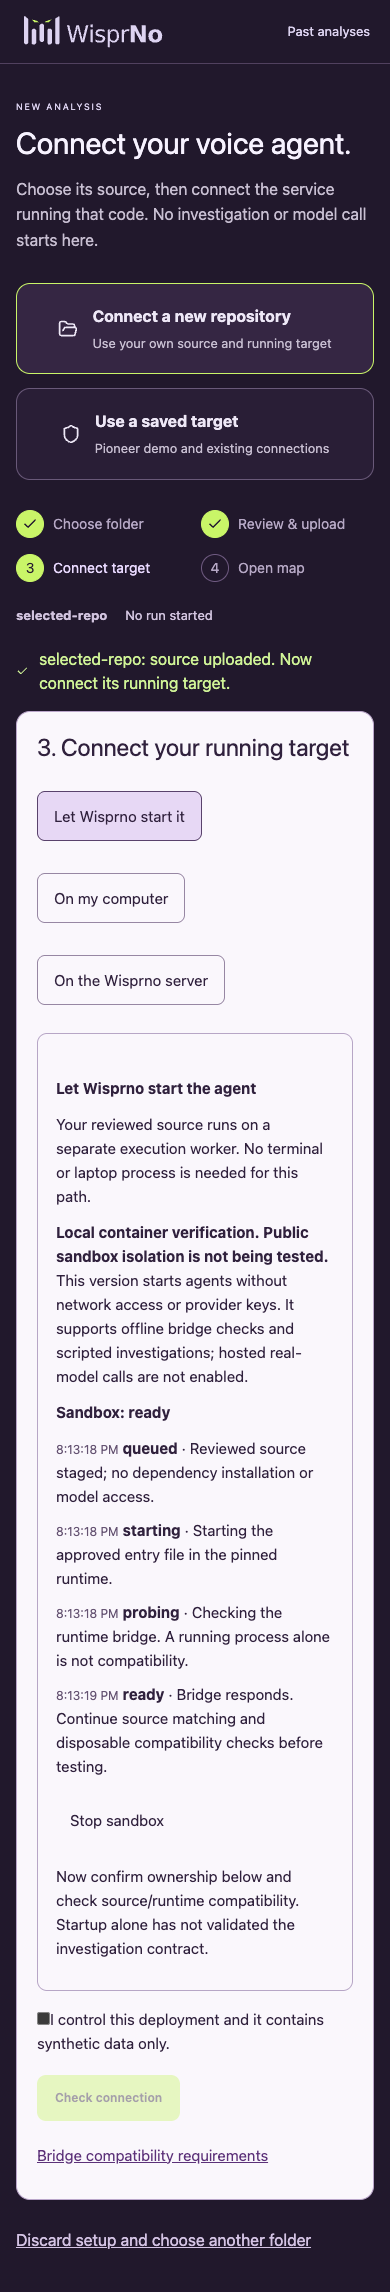 WisprNo
Past analyses
NEW ANALYSIS
Connect your voice agent.
Choose its source, then connect the service
running that code. No investigation or model call
starts here.
Connect a new repository
Use your own source and running target
Use a saved target
Pioneer demo and existing connections
Choose folder
Review & upload
3 Connect target
4 Open map
selected-repo No run started
selected-repo: source uploaded. Now
connect its running target.
3. Connect your running target
Let Wisprno start it
On my computer
On the Wisprno server
Let Wisprno start the agent
Your reviewed source runs on a
separate execution worker. No terminal
or laptop process is needed for this
path.
Local container verification. Public
sandbox isolation is not being tested.
This version starts agents without
network access or provider keys. It
supports offline bridge checks and
scripted investigations; hosted real-
model calls are not enabled.
Sandbox: ready
8:13:18 PM queued · Reviewed source
staged; no dependency installation or
model access.
8:13:18 PM starting · Starting the
approved entry file in the pinned
runtime.
8:13:18 PM probing · Checking the
runtime bridge. A running process alone
is not compatibility.
8:13:19 PM ready · Bridge responds.
Continue source matching and
disposable compatibility checks before
testing.
Stop sandbox
Now confirm ownership below and
check source/runtime compatibility.
Startup alone has not validated the
investigation contract.
I control this deployment and it contains
synthetic data only.
Check connection
Bridge compatibility requirements
Discard setup and choose another folder